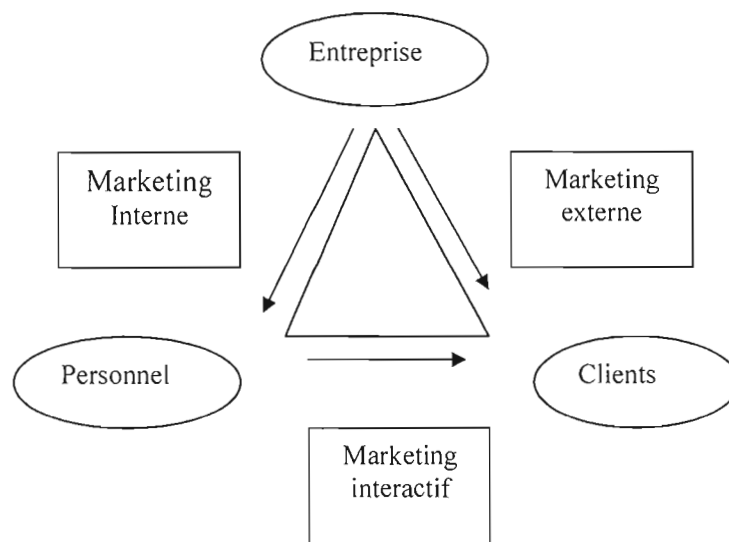 Entreprise
Marketing
Interne
Marketing
externe
Personnel
Clients
Marketing
interactif